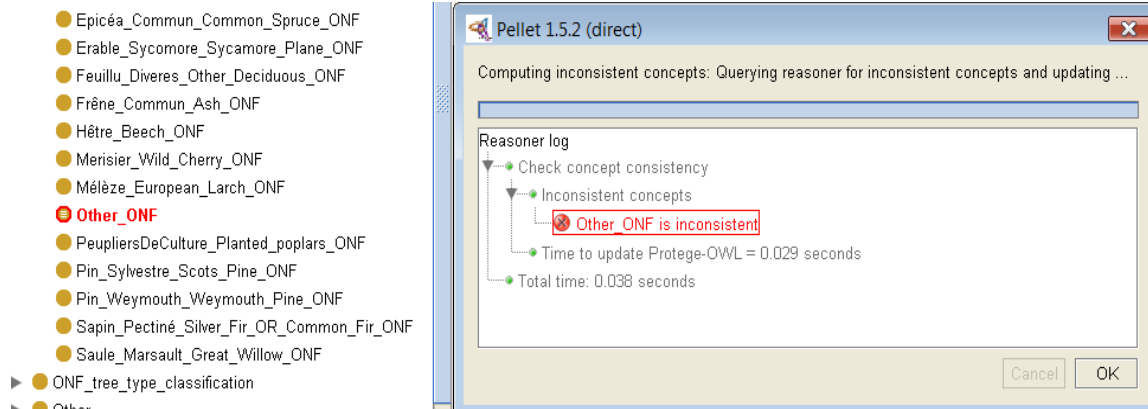 Epicéa_Commun_Common_Spruce_ONF
Erable_Sycomore_Sycamore_Plane_ONF
Feuillu_Diveres_Other_Deciduous_ONF
Frêne_Commun_Ash_ONF
Hêtre_Beech_ONF
Merisier_Wild_Cherry_ONF
Mélèze_European_Larch_ONF
Other_ONF
PeupliersDeCulture_Planted_poplars_ONF
Pin_Sylvestre_Scots_Pine_ONF
Pin_Weymouth_Weymouth_Pine_ONF
Sapin_Pectiné_Silver_Fir_OR_Common_Fir_ONF
Saule_Marsault_Great_Willow_ONF
ONF_tree_type_classification
Other
Pellet 1.5.2 (direct)
Computing inconsistent concepts: Querying reasoner for inconsistent concepts and updating ...
Reasoner log
Check concept consistency
Inconsistent concepts
Other_ONF is inconsistent
Time to update Protege-OWL = 0.029 seconds
Total time: 0.038 seconds
Cancel
OK